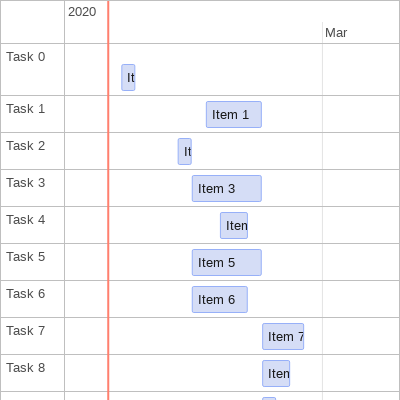 2020
Mar
Task 0
It
Task 1
Item 1
Task 2
It
Task 3
Item 3
Task 4
Iten
Task 5
Item 5
Task 6
Item 6
Task 7
Item 7
Task 8
Iten